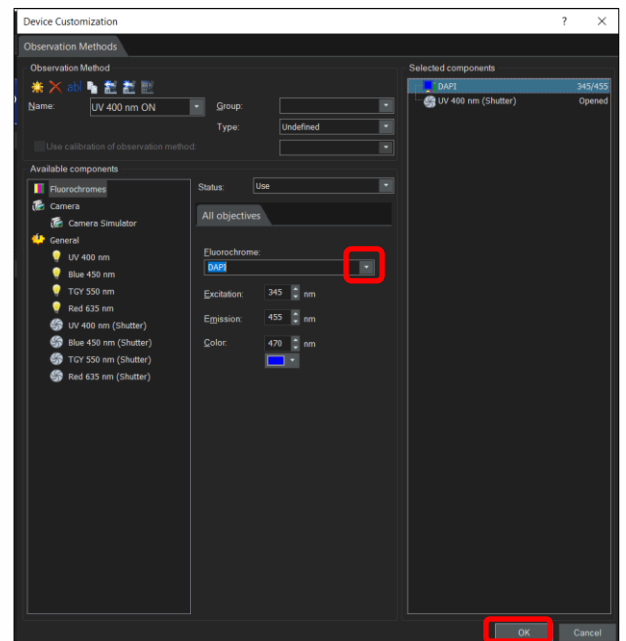 Device Customization ? ×
Observation Methods
Observation Method
abl
Name: UV 400 nm ON Group:
Type: Undefined
Use calibration of observation method:
Available components
Fluorochromes
Camera
Camera Simulator
General
UV 400 nm
Blue 450 nm
TGY 550 nm
Red 635 nm
UV 400 nm (Shutter)
Blue 450 nm (Shutter)
TGY 550 nm (Shutter)
Red 635 nm (Shutter)
Status: Use
All objectives
Fluorochrome:
DAPI
Excitation: 345 nm
Emission: 455 nm
Color: 470 nm
Selected components
DAPI 345/455
UV 400 nm (Shutter) Opened
OK Cancel